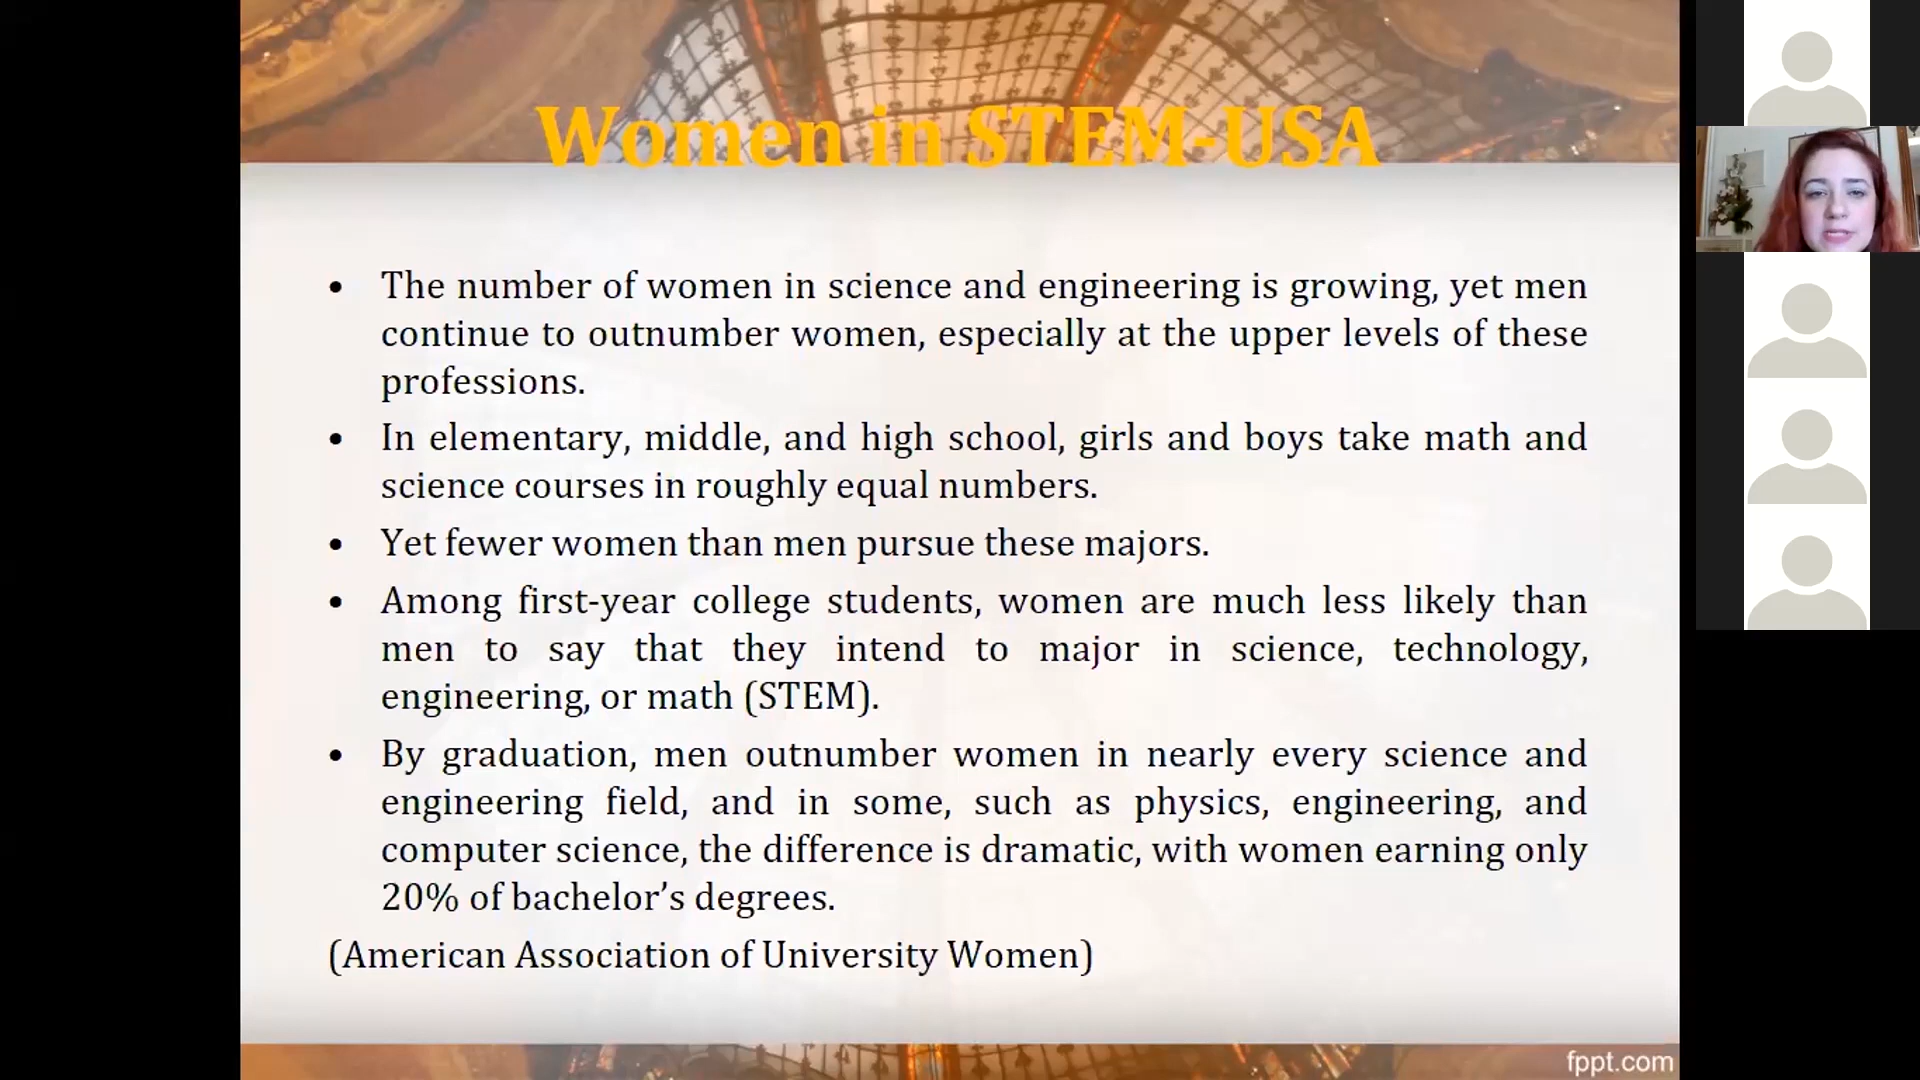 Women in STEM-USA
• The number of women in science and engineering is growing, yet men
continue to outnumber women, especially at the upper levels of these
professions.
• In elementary, middle, and high school, girls and boys take math and
science courses in roughly equal numbers.
• Yet fewer women than men pursue these majors.
• Among first-year college students, women are much less likely than
men to say that they intend to major in science, technology,
engineering, or math (STEM).
• By graduation, men outnumber women in nearly every science and
engineering field, and in some, such as physics, engineering, and
computer science, the difference is dramatic, with women earning only
20% of bachelor’s degrees.
(American Association of University Women)
fppt.com